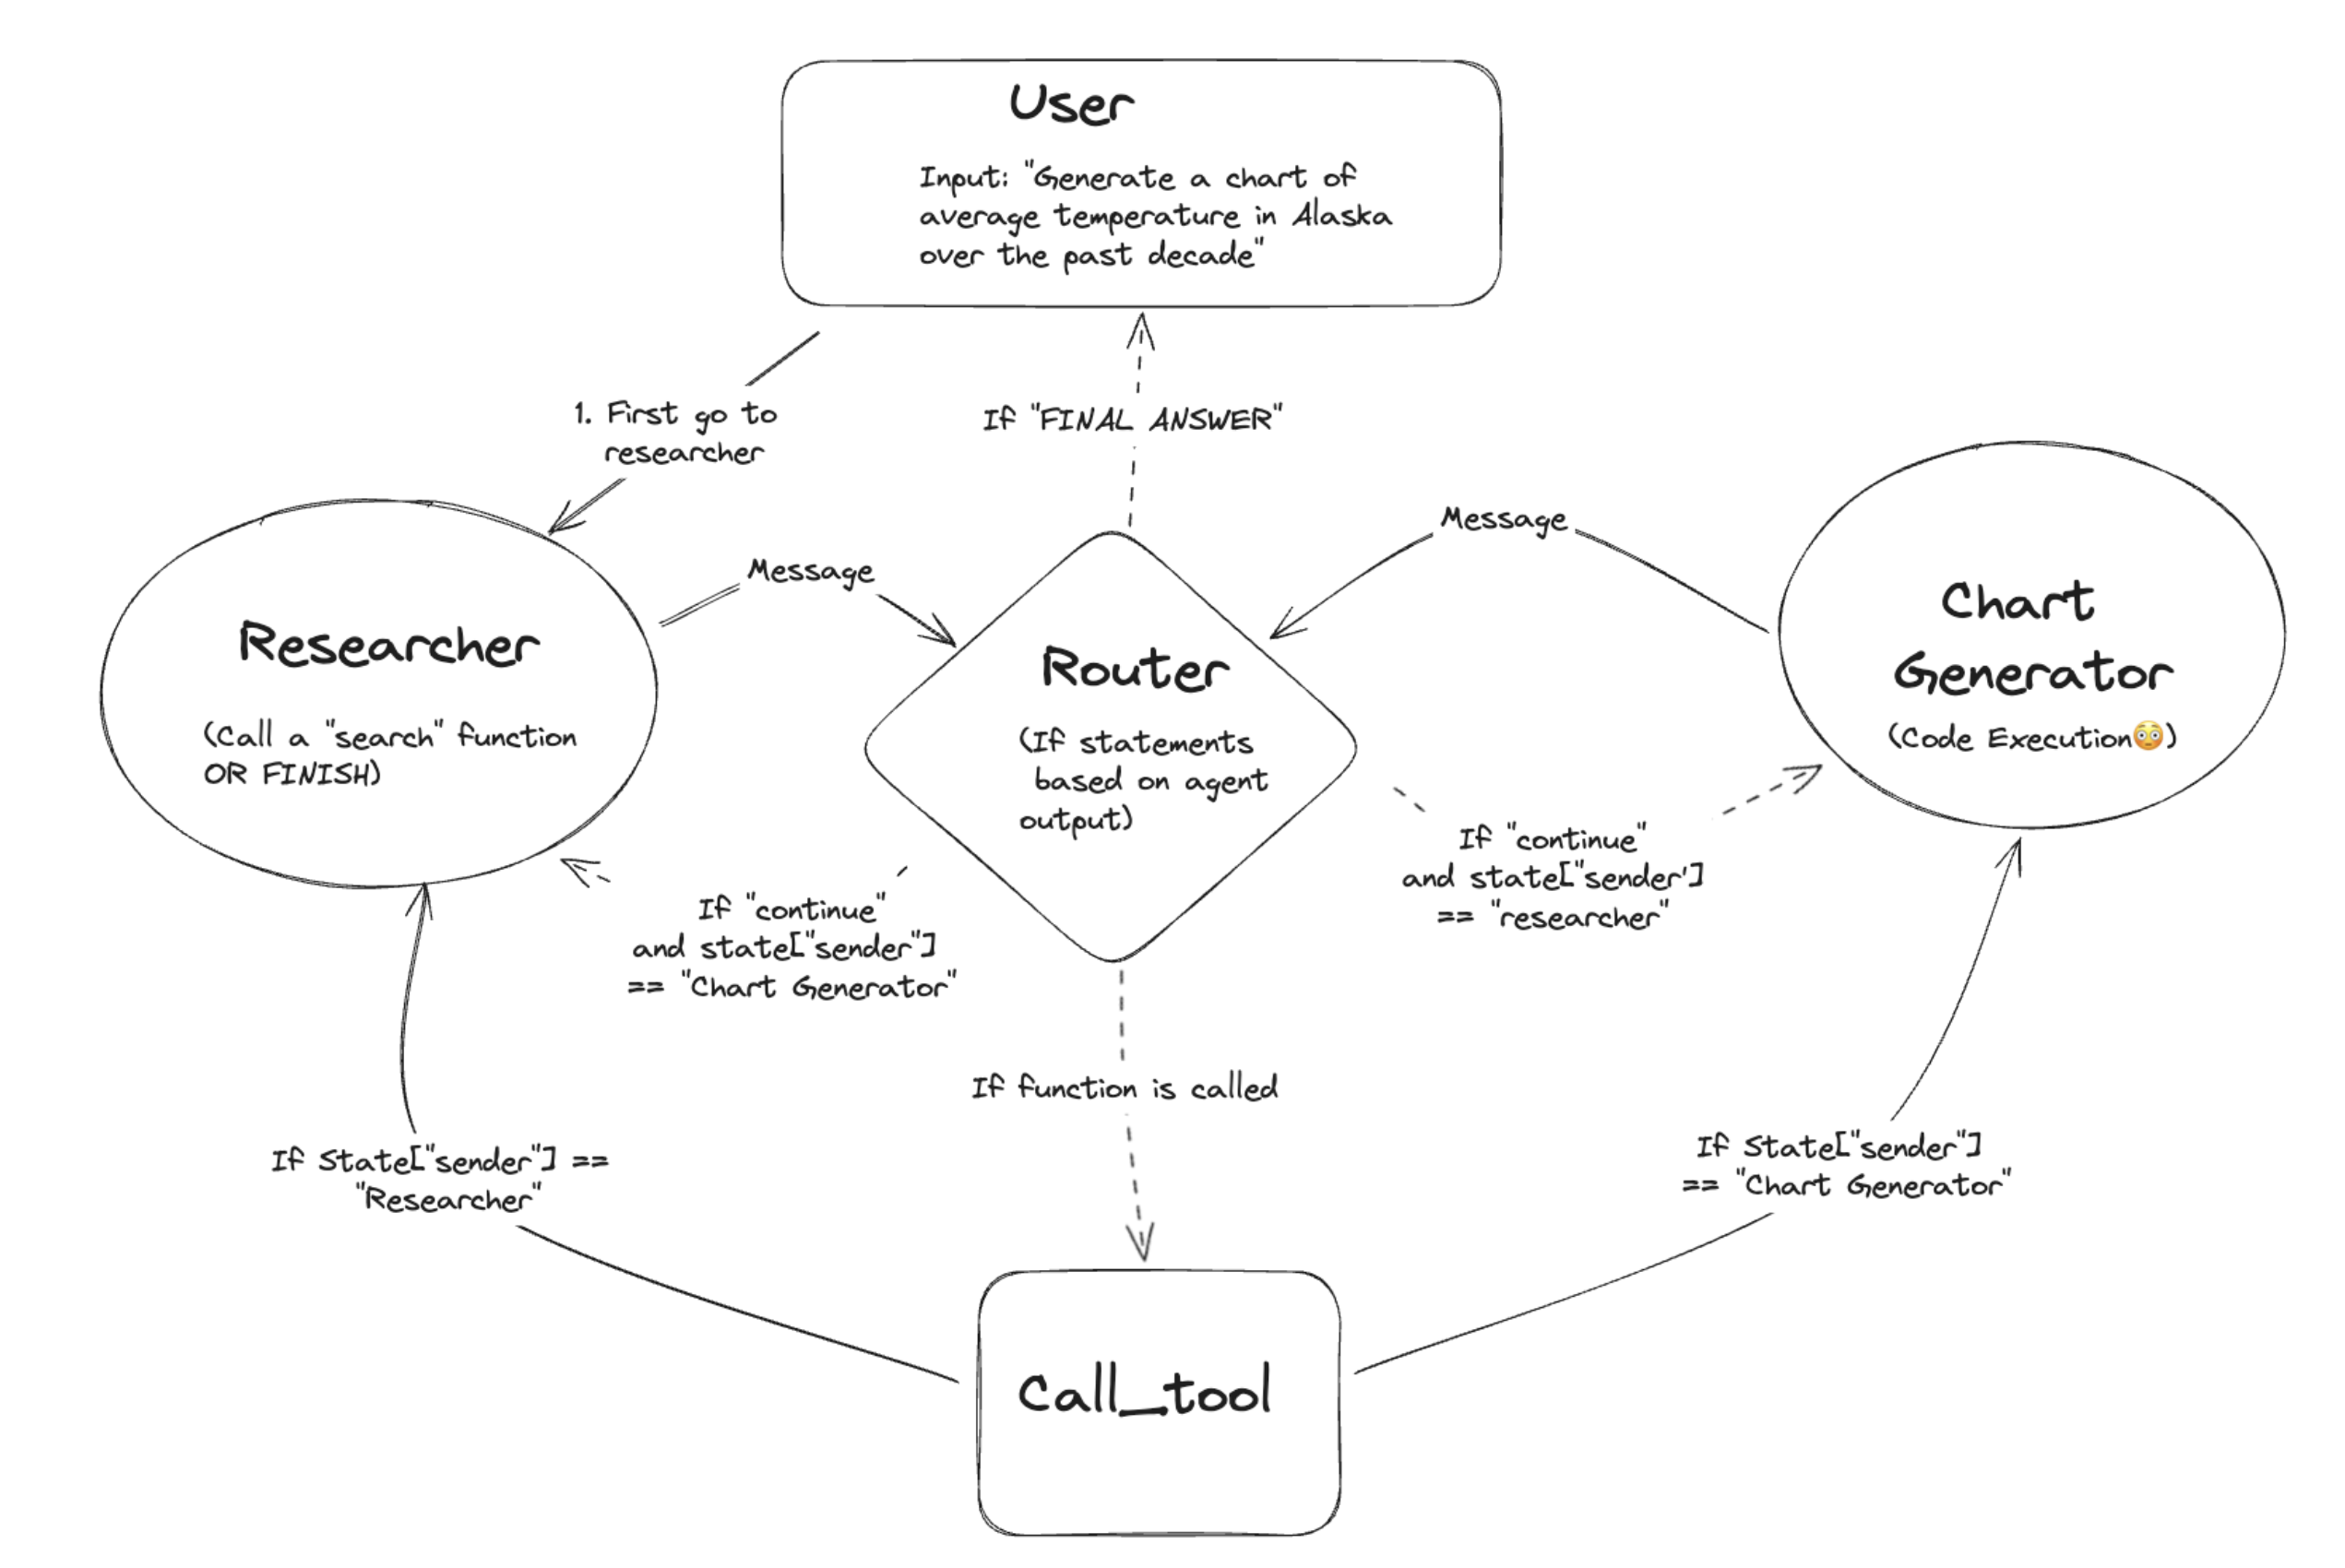 User
Input: "Generate a chart of
average temperature in Alaska
over the past decade"
1. First go to
researcher
If "FINAL ANSWER"
Message
Message
Researcher
(Call a "search" function
OR FINISH)
Router
(If statements
based on agent
output)
Chart
Generator
(Code Execution😳)
If "continue"
and state["sender"]
== "Chart Generator"
If "continue"
and state["sender']
== "researcher"
If function is called
If State["sender"] ==
"Researcher"
If State["sender"]
== "Chart Generator"
Call_tool